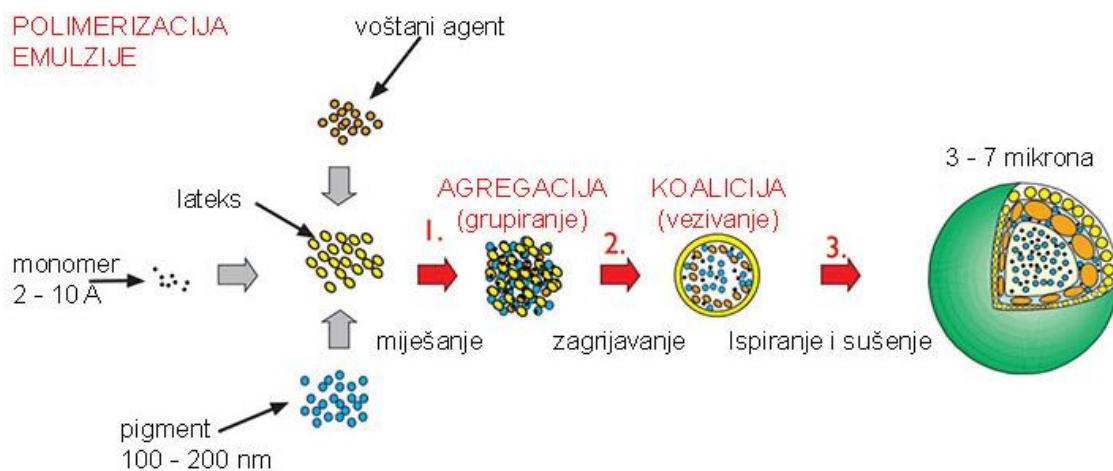 POLIMERIZACIJA
EMULZIJE
voštani agent
lateks
monomer
2 - 10 Å
pigment
100 - 200 nm
1.
miješanje
AGREGACIJA
(grupiranje)
2.
zagrijavanje
KOALICIJA
(vezivanje)
3.
Ispiranje i sušenje
3 - 7 mikrona